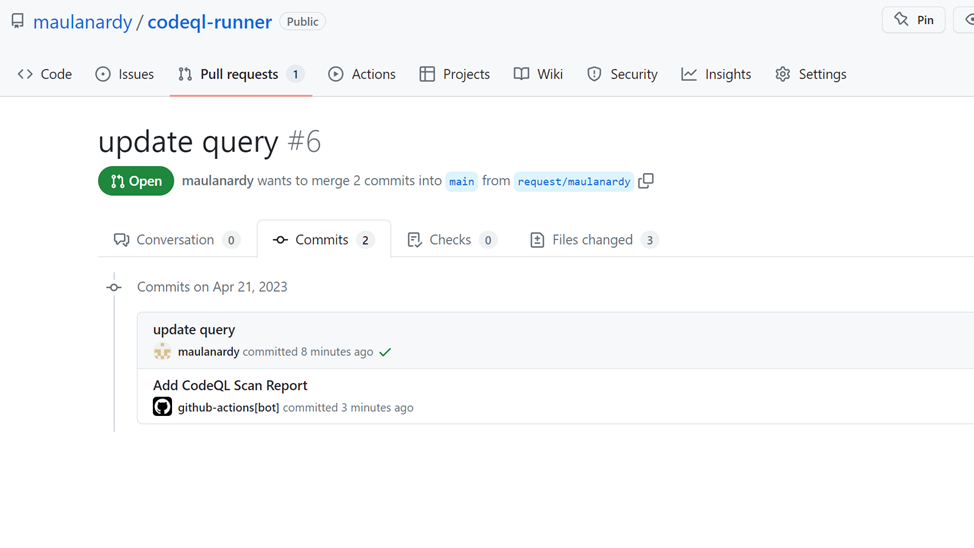 maulanardy / codeql-runner Public
Pin
Code Issues Pull requests 1 Actions Projects Wiki Security Insights Settings
update query #6
Open maulanardy wants to merge 2 commits into main from request/maulanardy
Conversation 0 Commits 2 Checks 0 Files changed 3
Commits on Apr 21, 2023
update query
maulanardy committed 8 minutes ago
Add CodeQL Scan Report
github-actions[bot] committed 3 minutes ago